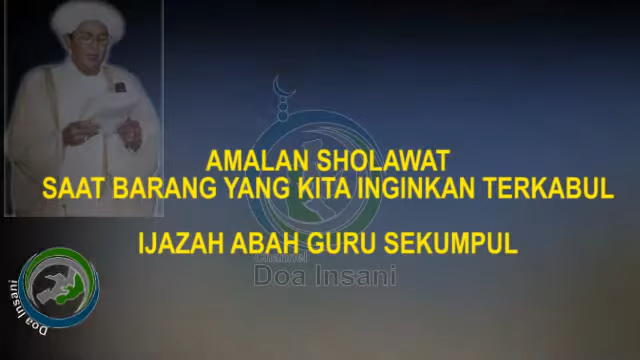 AMALAN SHOLAWAT
SAAT BARANG YANG KITA INGINKAN TERKABUL
IJAZAH ABAH GURU SEKUMPUL
Channel
Doa Insani
Doa Insani